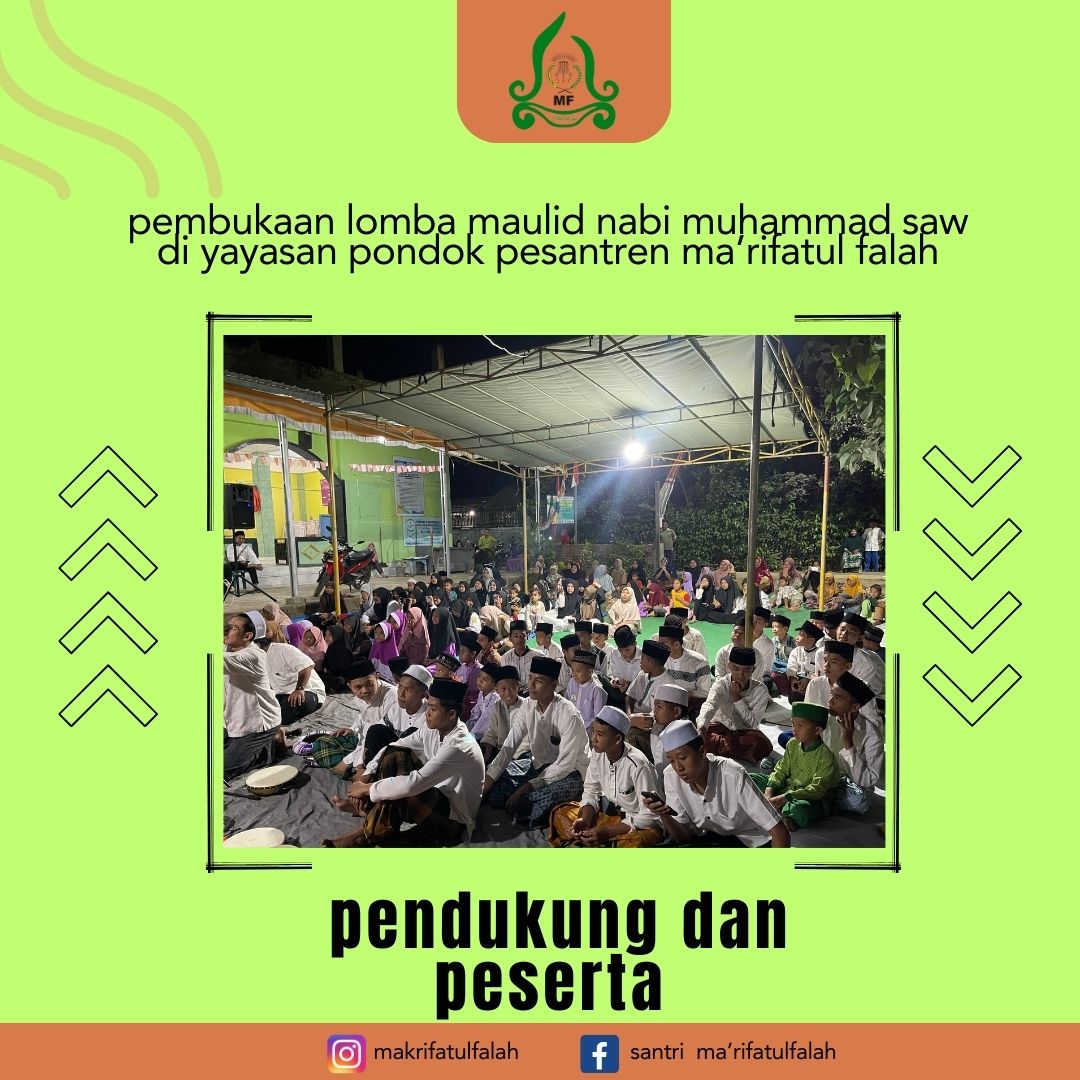 MF
pembukaan lomba maulid nabi muhammad saw
di yayasan pondok pesantren ma'rifatul falah
pendukung dan
peserta
makrifatulfalah
santri ma'rifatulfalah